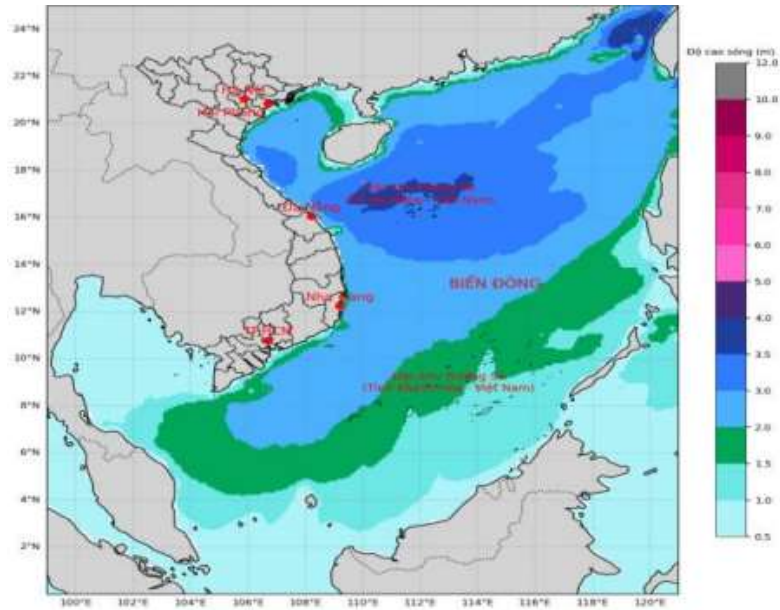 Độ cao sóng (m)
24°N
22°N
20°N
18°N
16°N
14°N
12°N
10°N
8°N
6°N
4°N
2°N
12.0
10.0
9.0
8.0
7.0
6.0
5.0
4.0
3.5
3.0
2.0
1.5
1.0
0.5
Đà Nẵng
BIỂN ĐÔNG
Nha Trang
TP.HCM
Việt Nam)
100°E
102°E
104°E
106°E
108°E
110°E
112°E
114°E
116°E
118°E
120°E